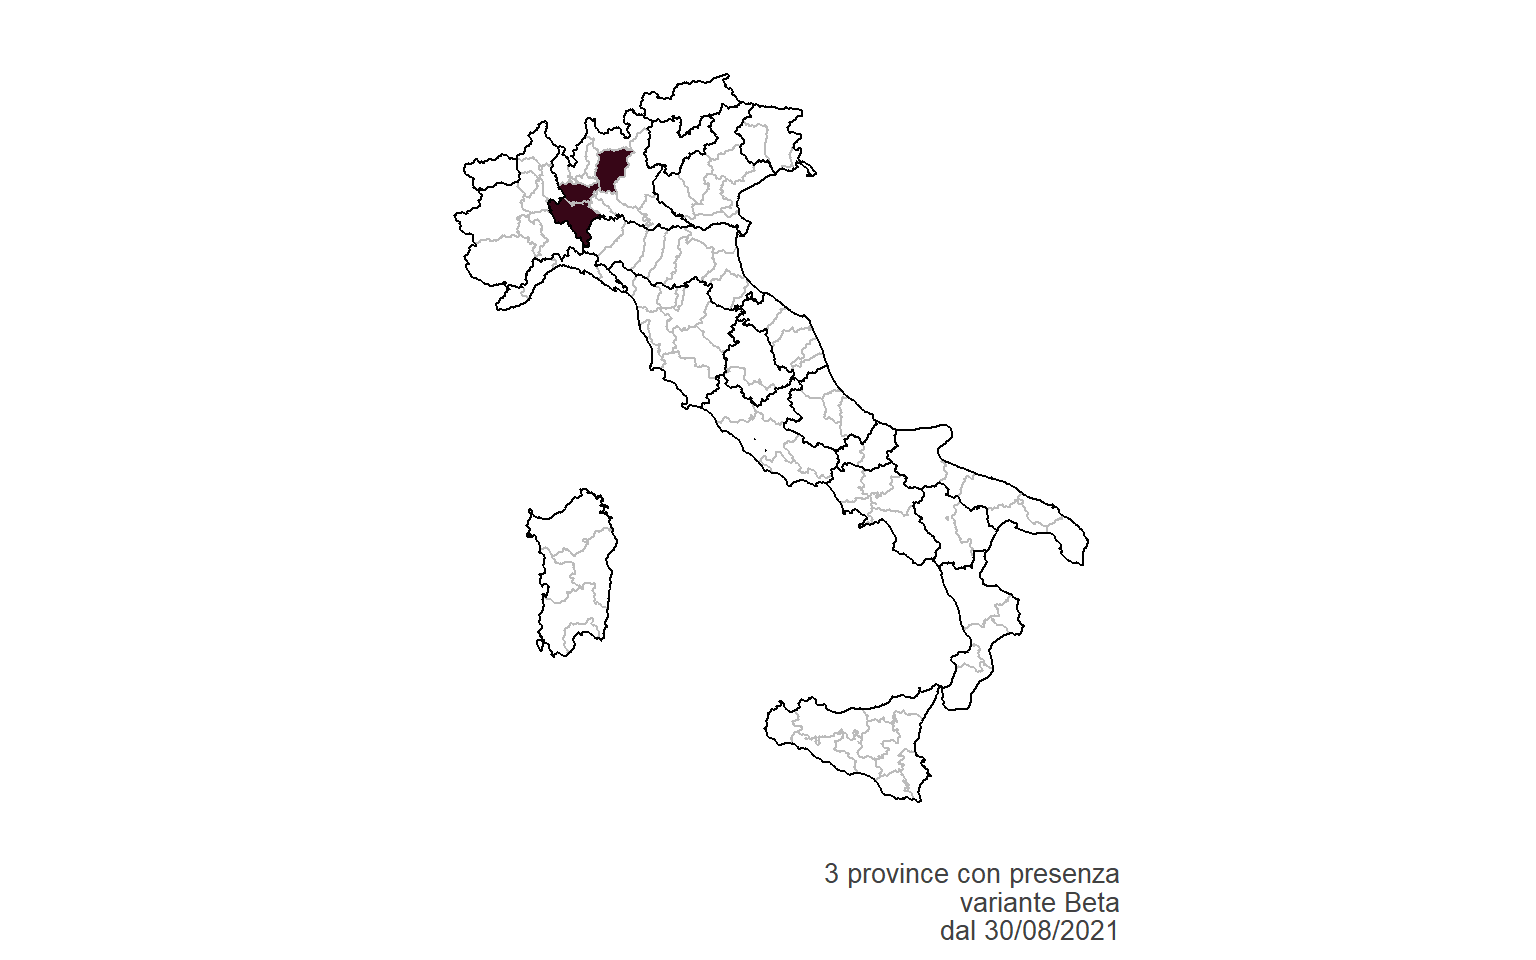 3 province con presenza
variante Beta
dal 30/08/2021